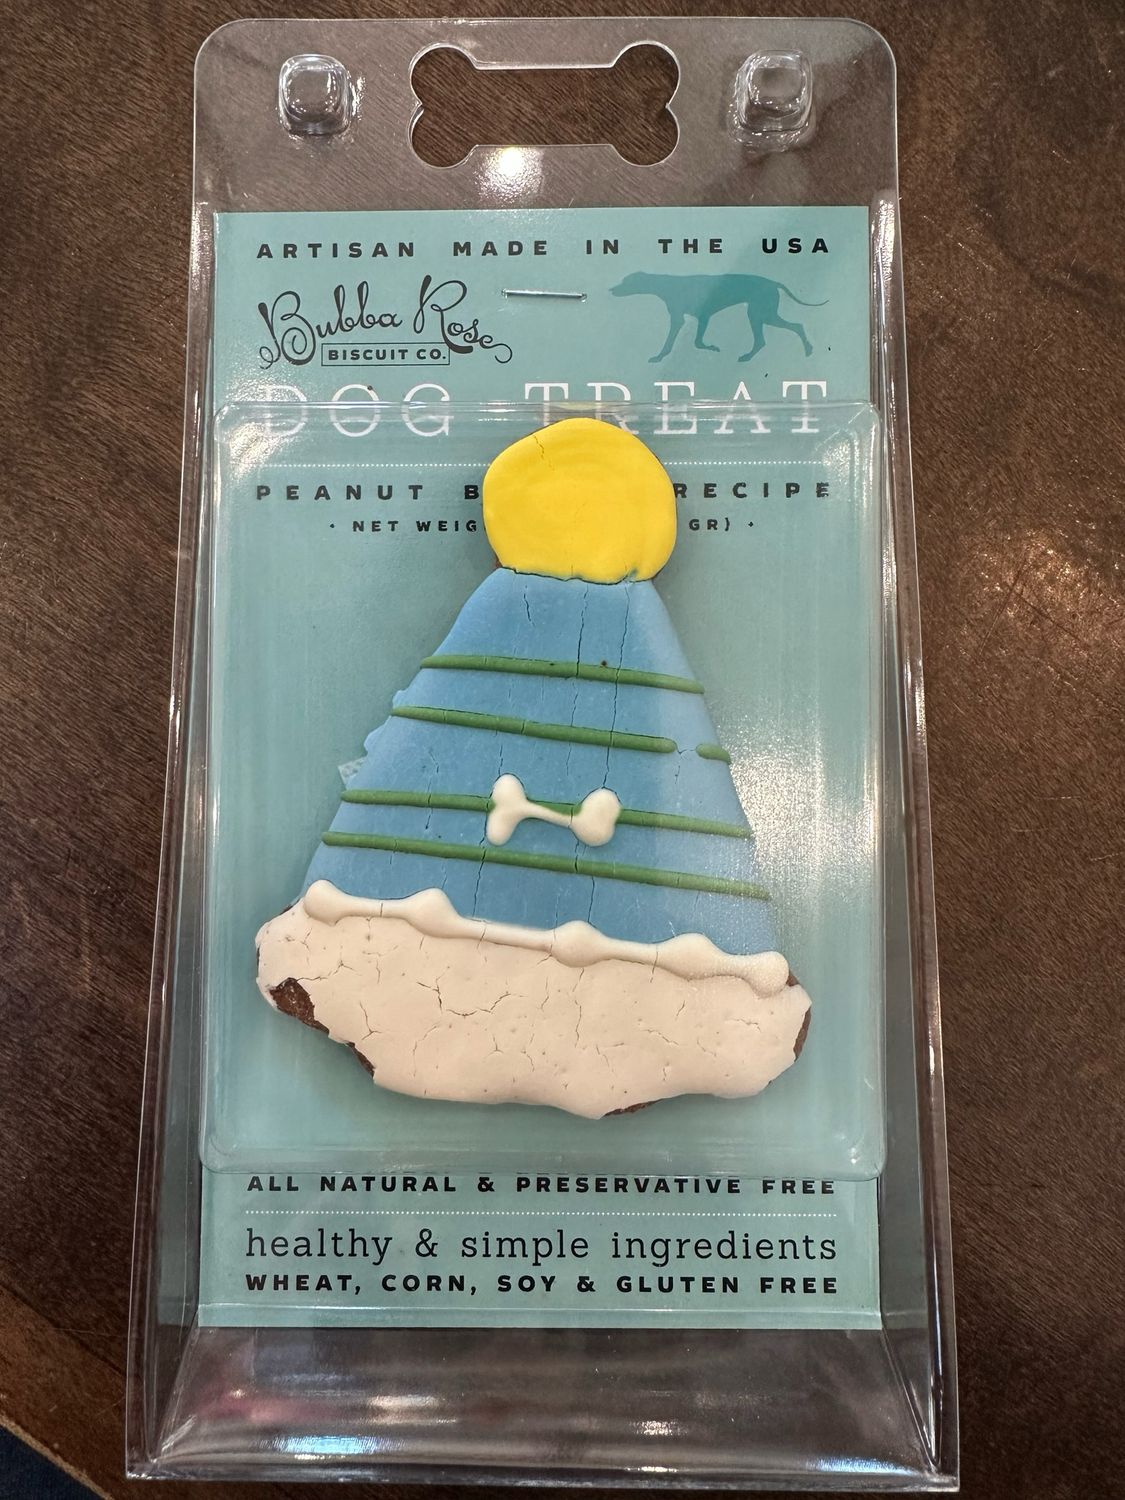 ARTISAN MADE IN THE USA
Bubba Rose
BISCUIT CO.
DOG TREAT
PEANUT B RECIPE
· NET WEIG GR} ·
ALL NATURAL & PRESERVATIVE FREE
healthy & simple ingredients
WHEAT, CORN, SOY & GLUTEN FREE